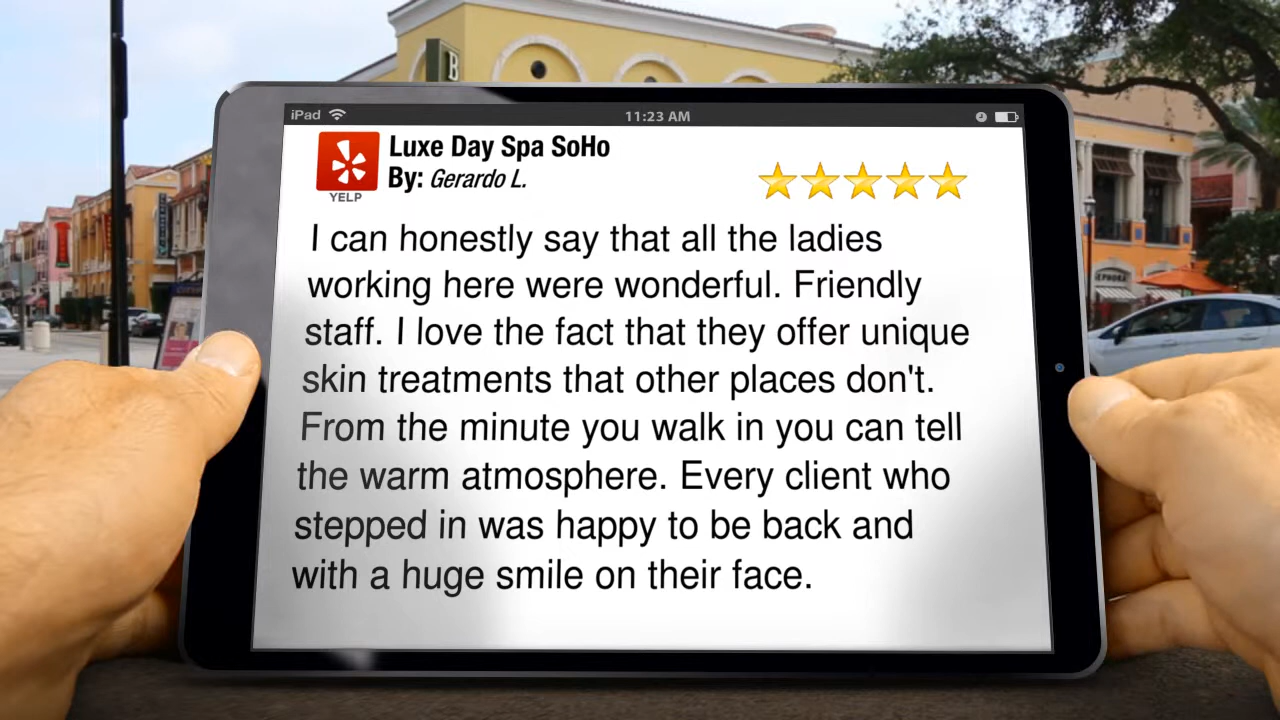 iPad
11:23 AM
Luxe Day Spa SoHo
By: Gerardo L.
YELP
I can honestly say that all the ladies
working here were wonderful. Friendly
staff. I love the fact that they offer unique
skin treatments that other places don't.
From the minute you walk in you can tell
the warm atmosphere. Every client who
stepped in was happy to be back and
with a huge smile on their face.
B
SEPHORA